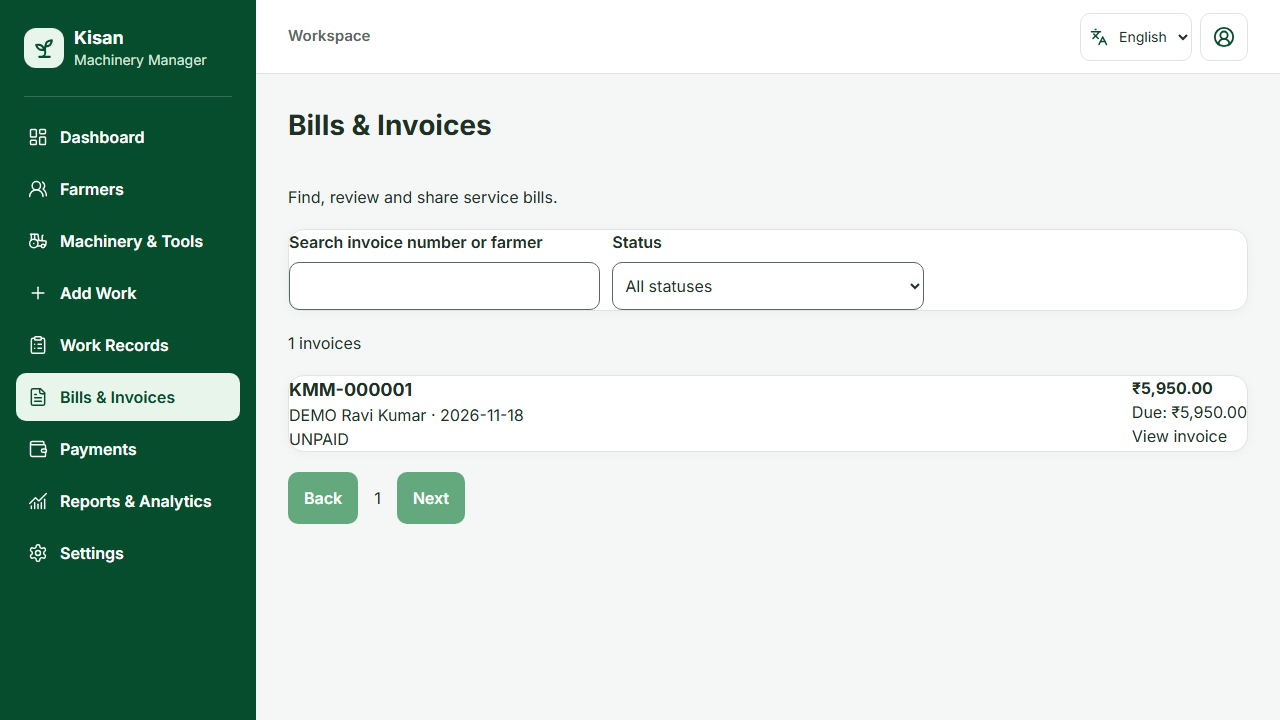 Kisan
Machinery Manager
Dashboard
Farmers
Machinery & Tools
Add Work
Work Records
Bills & Invoices
Payments
Reports & Analytics
Settings
Workspace
English
Bills & Invoices
Find, review and share service bills.
Search invoice number or farmer
Status
All statuses
1 invoices
KMM-000001
DEMO Ravi Kumar · 2026-11-18
UNPAID
₹5,950.00
Due: ₹5,950.00
View invoice
Back 1 Next